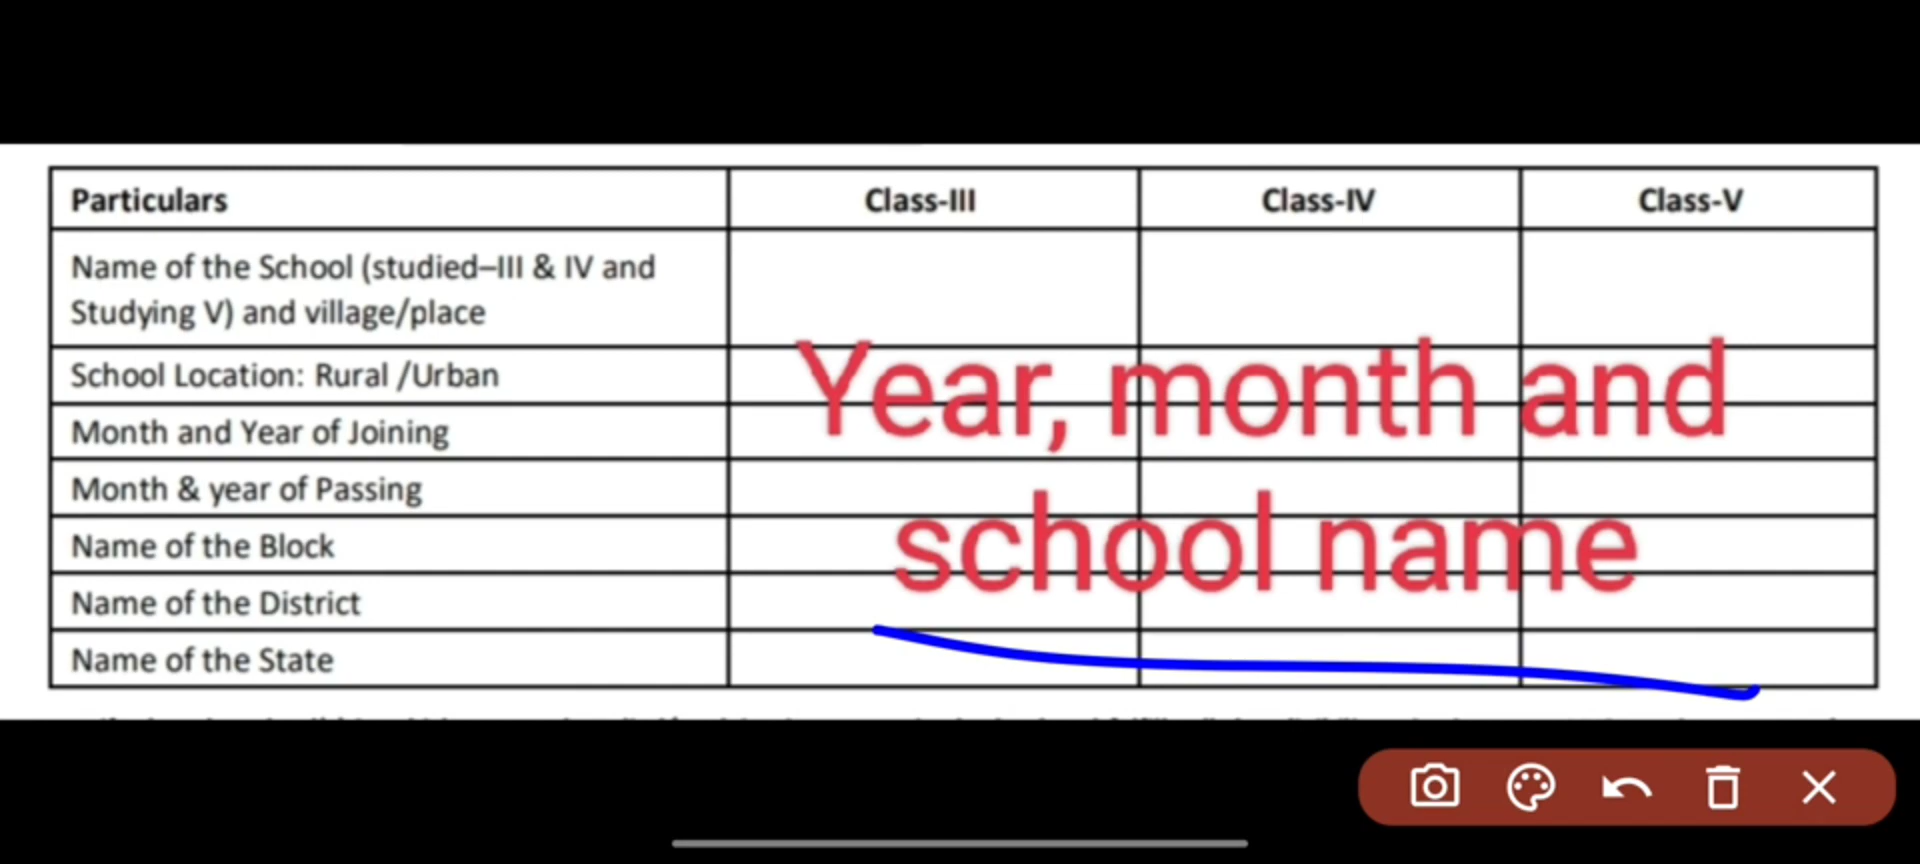 Particulars Class-III Class-IV Class-V
Name of the School (studied–III & IV and
Studying V) and village/place
School Location: Rural /Urban
Year, month and
Month and Year of Joining
Month & year of Passing
Name of the Block
school name
Name of the District
Name of the State